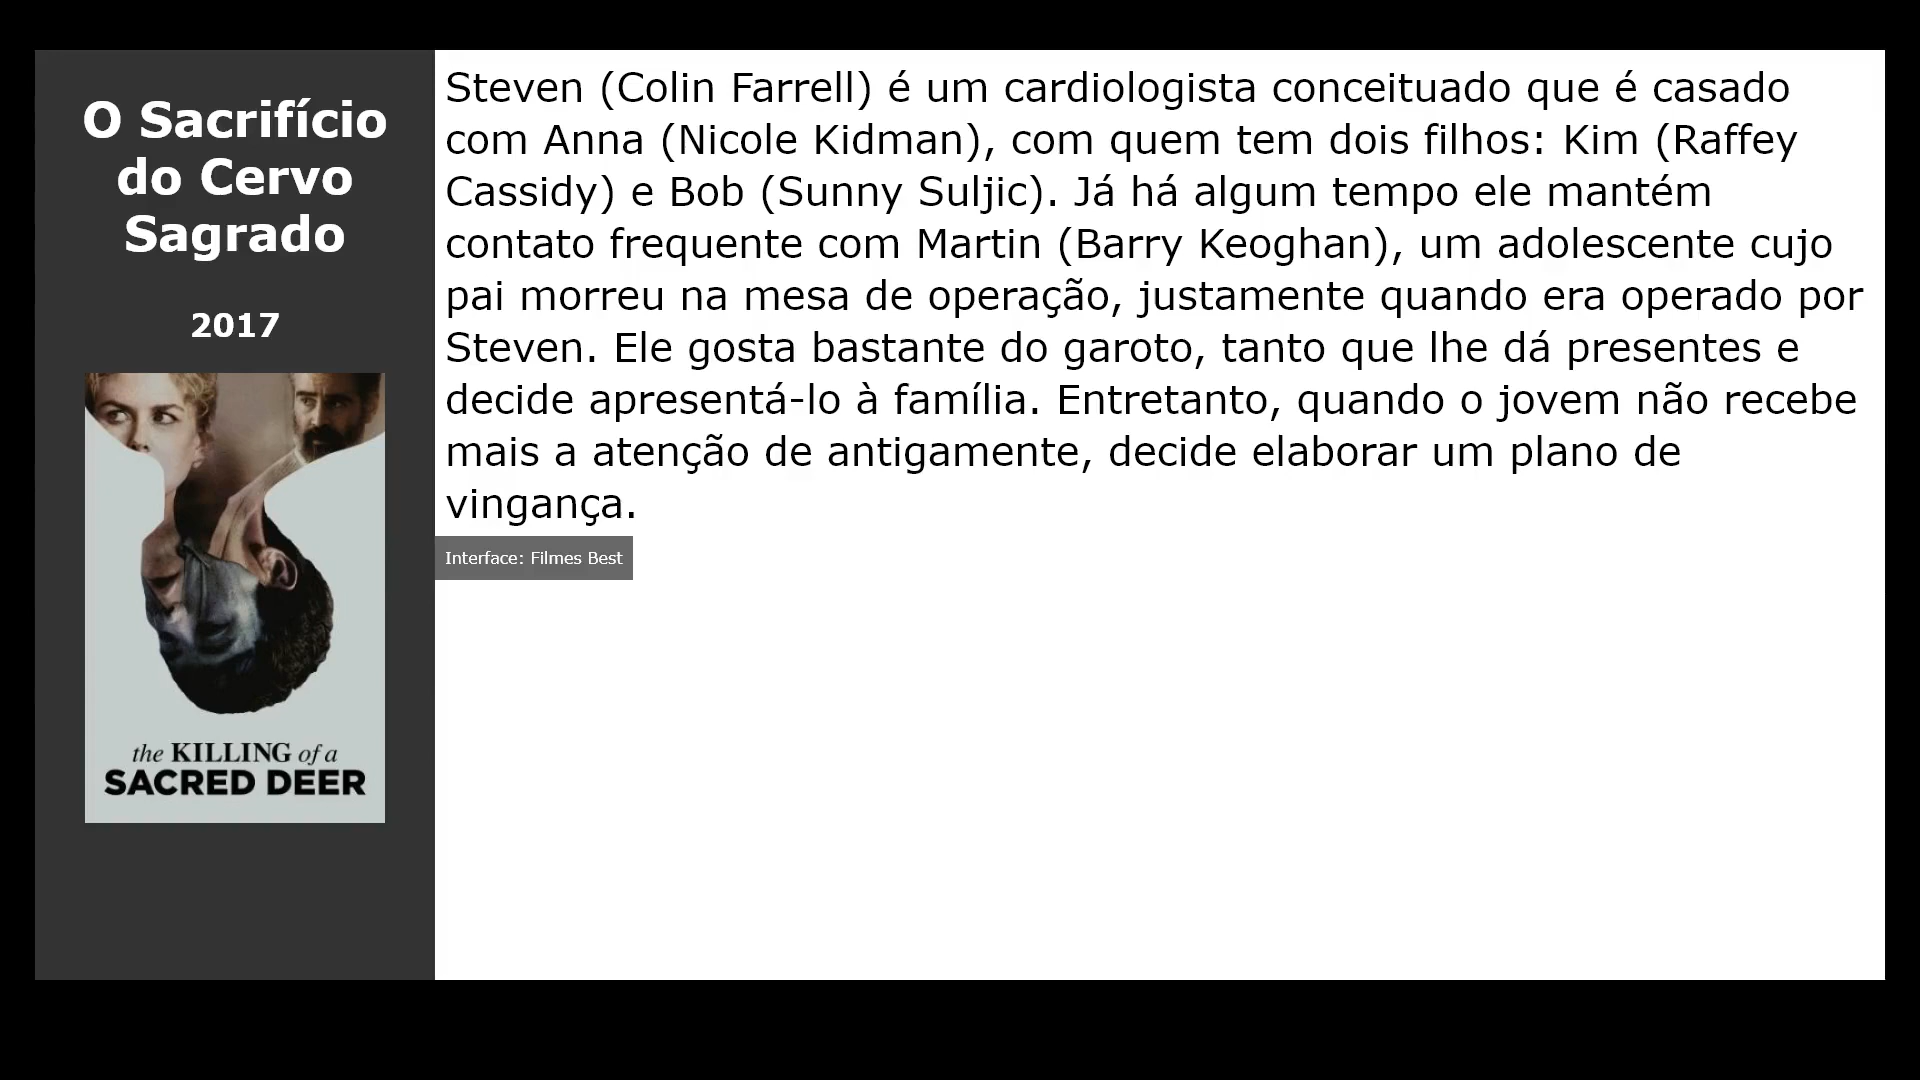 O Sacrifício
do Cervo
Sagrado
2017
the KILLING of a
SACRED DEER
Steven (Colin Farrell) é um cardiologista conceituado que é casado
com Anna (Nicole Kidman), com quem tem dois filhos: Kim (Raffey
Cassidy) e Bob (Sunny Suljic). Já há algum tempo ele mantém
contato frequente com Martin (Barry Keoghan), um adolescente cujo
pai morreu na mesa de operação, justamente quando era operado por
Steven. Ele gosta bastante do garoto, tanto que lhe dá presentes e
decide apresentá-lo à família. Entretanto, quando o jovem não recebe
mais a atenção de antigamente, decide elaborar um plano de
vingança.
Interface: Filmes Best